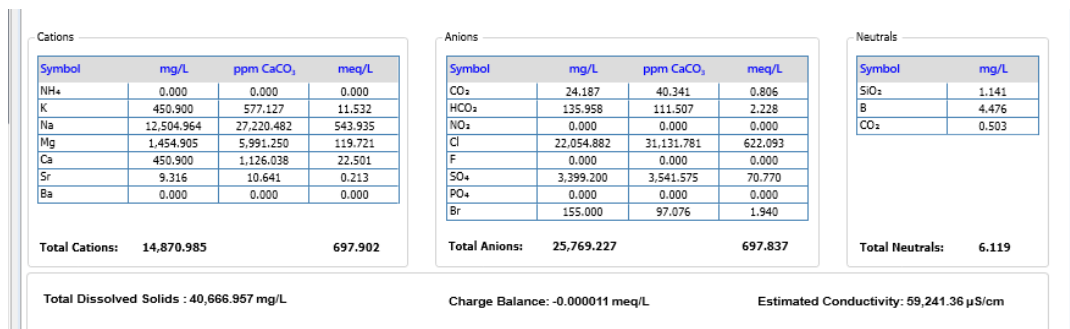 Cations
Symbol mg/L ppm CaCO₃ meq/L
NH₄ 0.000 0.000 0.000
K 450.900 577.127 11.532
Na 12,504.964 27,220.482 543.935
Mg 1,454.905 5,991.250 119.721
Ca 450.900 1,126.038 22.501
Sr 9.316 10.641 0.213
Ba 0.000 0.000 0.000
Total Cations: 14,870.985 697.902
Anions
Symbol mg/L ppm CaCO₃ meq/L
CO₃ 24.187 40.341 0.806
HCO₃ 135.958 111.507 2.228
NO₃ 0.000 0.000 0.000
Cl 22,054.882 31,131.781 622.093
F 0.000 0.000 0.000
SO₄ 3,399.200 3,541.575 70.770
PO₄ 0.000 0.000 0.000
Br 155.000 97.076 1.940
Total Anions: 25,769.227 697.837
Neutrals
Symbol mg/L
SiO₂ 1.141
B 4.476
CO₂ 0.503
Total Neutrals: 6.119
Total Dissolved Solids : 40,666.957 mg/L
Charge Balance: -0.000011 meq/L
Estimated Conductivity: 59,241.36 µS/cm